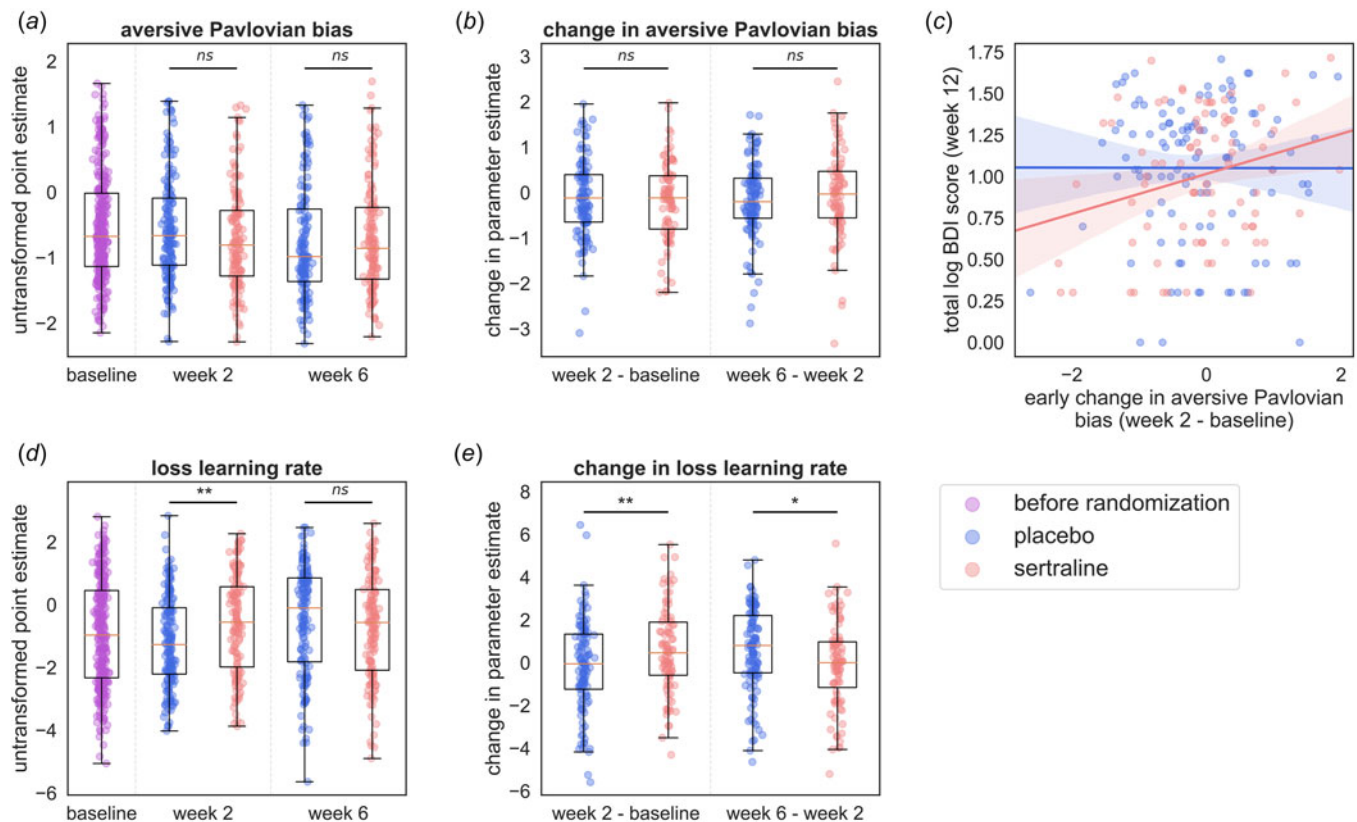 (a)
aversive Pavlovian bias
untransformed point estimate
2
1
0
−1
−2
ns
ns
baseline
week 2
week 6
(b)
change in aversive Pavlovian bias
change in parameter estimate
3
2
1
0
−1
−2
−3
ns
ns
week 2 - baseline
week 6 - week 2
(c)
total log BDI score (week 12)
1.75
1.50
1.25
1.00
0.75
0.50
0.25
0.00
−2
0
2
early change in aversive Pavlovian
bias (week 2 - baseline)
(d)
loss learning rate
untransformed point estimate
2
0
−2
−4
−6
**
ns
baseline
week 2
week 6
(e)
change in loss learning rate
change in parameter estimate
8
6
4
2
0
−2
−4
−6
**
*
week 2 - baseline
week 6 - week 2
before randomization
placebo
sertraline